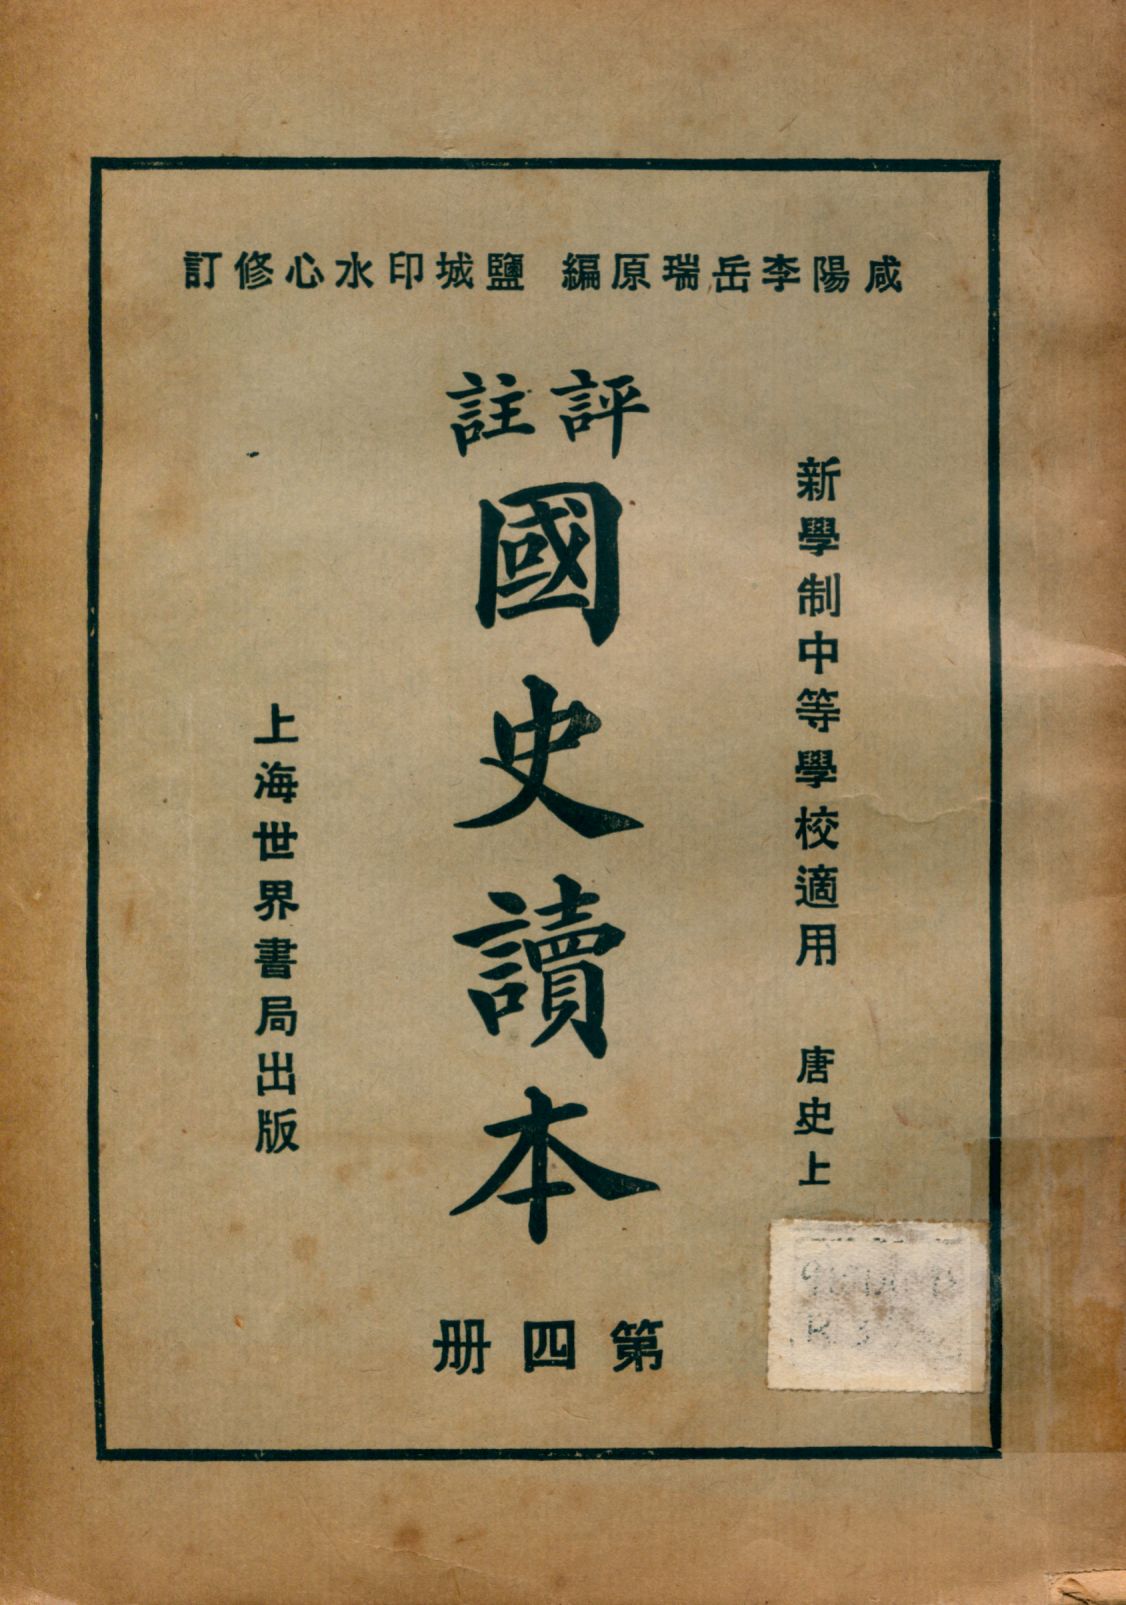 咸陽李岳瑞原編 鹽城印水心修訂
新學制中等學校適用 唐史上
評註
國史讀本
第四册
上海世界書局出版